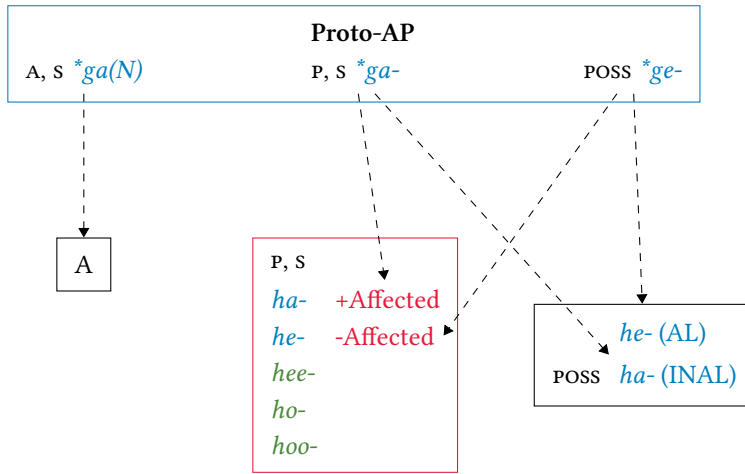 Proto-AP
A, S *ga(N) P, S *ga- POSS *ge-
A
P, S
ha- +Affected
he- -Affected
hee-
ho-
hoo-
he- (AL)
POSS ha- (INAL)